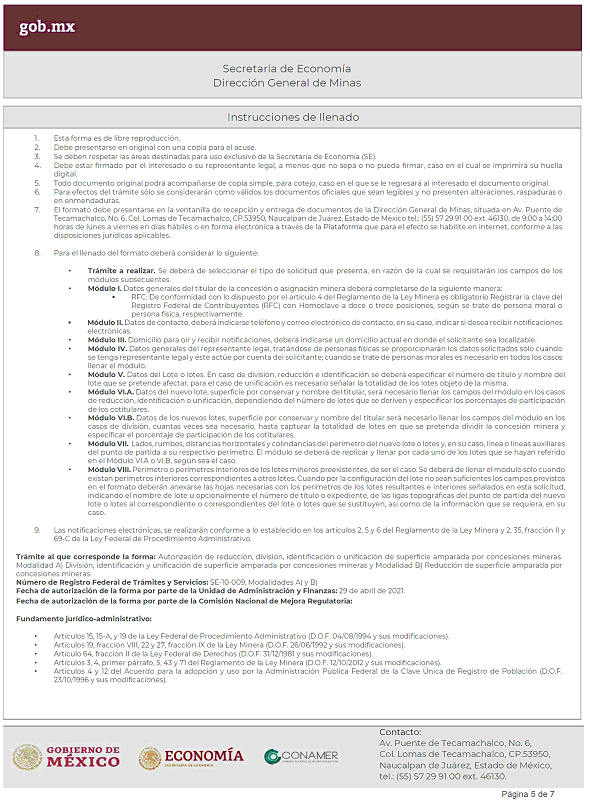 gob.mx
Secretaría de Economía
Dirección General de Minas
Instrucciones de llenado
1. Esta forma es de libre reproducción.
2. Debe presentarse en original con una copia para el acuse.
3. Se deben respetar las áreas destinadas para uso exclusivo de la Secretaría de Economía (SE).
4. Debe estar firmado por el interesado o su representante legal, a menos que no sepa o no pueda firmar, caso en el cual se imprimirá su huella
digital.
5. Todo documento original podrá acompañarse de copia simple, para cotejo, caso en el que se le regresará al interesado el documento original.
6. Para efectos del trámite sólo se considerarán como válidos los documentos oficiales que sean legibles y no presenten alteraciones, raspaduras o
en enmendaduras.
7. El formato debe presentarse en la ventanilla de recepción y entrega de documentos de la Dirección General de Minas, situada en Av. Puente de
Tecamachalco, No. 6, Col. Lomas de Tecamachalco, CP.53950, Naucalpan de Juárez, Estado de México tel.: (55) 57 29 91 00 ext. 46130, de 9:00 a 14:00
horas de lunes a viernes en días hábiles o en forma electrónica a través de la Plataforma que para el efecto se habilite en internet, conforme a las
disposiciones jurídicas aplicables.
8. Para el llenado del formato deberá considerar lo siguiente:
• Trámite a realizar. Se deberá de seleccionar el tipo de solicitud que presenta, en razón de la cual se requisitarán los campos de los
módulos subsecuentes.
• Módulo I. Datos generales del titular de la concesión o asignación minera deberá completarse de la siguiente manera:
• RFC: De conformidad con lo dispuesto por el artículo 4 del Reglamento de la Ley Minera es obligatorio Registrar la clave del
Registro Federal de Contribuyentes (RFC) con Homoclave a doce o trece posiciones, según se trate de persona moral o
persona física, respectivamente.
• Módulo II. Datos de contacto, deberá indicarse teléfono y correo electrónico de contacto, en su caso, indicar si desea recibir notificaciones
electrónicas.
• Módulo III. Domicilio para oír y recibir notificaciones, deberá indicarse un domicilio actual en donde el solicitante sea localizable.
• Módulo IV. Datos generales del representante legal, tratándose de personas físicas se proporcionarán los datos solicitados sólo cuando
se tenga representante legal y éste actúe por cuenta del solicitante; cuando se trate de personas morales es necesario en todos los casos
llenar el módulo.
• Módulo V. Datos del Lote o lotes. En caso de división, reducción e identificación se deberá especificar el número de título y nombre del
lote que se pretende afectar, para el caso de unificación es necesario señalar la totalidad de los lotes objeto de la misma.
• Módulo VI.A. Datos del nuevo lote, superficie por conservar y nombre del titular, será necesario llenar los campos del módulo en los casos
de reducción, identificación o unificación, dependiendo del número de lotes que se deriven y especificar los porcentajes de participación
de los cotitulares.
• Módulo VI.B. Datos de los nuevos lotes, superficie por conservar y nombre del titular será necesario llenar los campos del módulo en los
casos de división, cuantas veces sea necesario, hasta capturar la totalidad de lotes en que se pretenda dividir la concesión minera y
especificar el porcentaje de participación de los cotitulares.
• Módulo VII. Lados, rumbos, distancias horizontales y colindancias del perímetro del nuevo lote o lotes y, en su caso, línea o líneas auxiliares
del punto de partida a su respectivo perímetro. El módulo se deberá de replicar y llenar por cada uno de los lotes que se hayan referido
en el Módulo VI.A o VI.B, según sea el caso.
• Módulo VIII. Perímetro o perímetros interiores de los lotes mineros preexistentes, de ser el caso. Se deberá de llenar el módulo sólo cuando
existan perímetros interiores correspondientes a otros lotes. Cuando por la configuración del lote no sean suficientes los campos previstos
en el formato deberán anexarse las hojas necesarias con los perímetros de los lotes resultantes e interiores señalados en esta solicitud,
indicando el nombre de lote u opcionalmente el número de título o expediente, de las ligas topográficas del punto de partida del nuevo
lote o lotes al correspondiente o correspondientes del lote o lotes que se sustituyen, así como de la información que se requiera, en su
caso.
9. Las notificaciones electrónicas, se realizarán conforme a lo establecido en los artículos 2, 5 y 6 del Reglamento de la Ley Minera y 2, 35, fracción II y
69-C de la Ley Federal de Procedimiento Administrativo.
Trámite al que corresponde la forma: Autorización de reducción, división, identificación o unificación de superficie amparada por concesiones mineras.
Modalidad A) División, identificación y unificación de superficie amparada por concesiones mineras y Modalidad B) Reducción de superficie amparada por
concesiones mineras.
Número de Registro Federal de Trámites y Servicios: SE-10-009, Modalidades A) y B)
Fecha de autorización de la forma por parte de la Unidad de Administración y Finanzas: 29 de abril de 2021.
Fecha de autorización de la forma por parte de la Comisión Nacional de Mejora Regulatoria:
Fundamento jurídico-administrativo:
• Artículos 15, 15-A, y 19 de la Ley Federal de Procedimiento Administrativo (D.O.F. 04/08/1994 y sus modificaciones).
• Artículos 19, fracción VIII, 22 y 27, fracción IX de la Ley Minera (D.O.F. 26/06/1992 y sus modificaciones).
• Artículo 64, fracción II de la Ley Federal de Derechos (D.O.F. 31/12/1981 y sus modificaciones).
• Artículos 3, 4, primer párrafo, 5, 43 y 71 del Reglamento de la Ley Minera (D.O.F. 12/10/2012 y sus modificaciones).
• Artículos 4 y 12 del Acuerdo para la adopción y uso por la Administración Pública Federal de la Clave Única de Registro de Población (D.O.F.
23/10/1996 y sus modificaciones).
GOBIERNO DE
MÉXICO
ECONOMÍA
SECRETARÍA DE ECONOMÍA
CONAMER
Contacto:
Av. Puente de Tecamachalco, No. 6,
Col. Lomas de Tecamachalco, CP.53950,
Naucalpan de Juárez, Estado de México,
tel.: (55) 57 29 91 00 ext. 46130.
Página 5 de 7